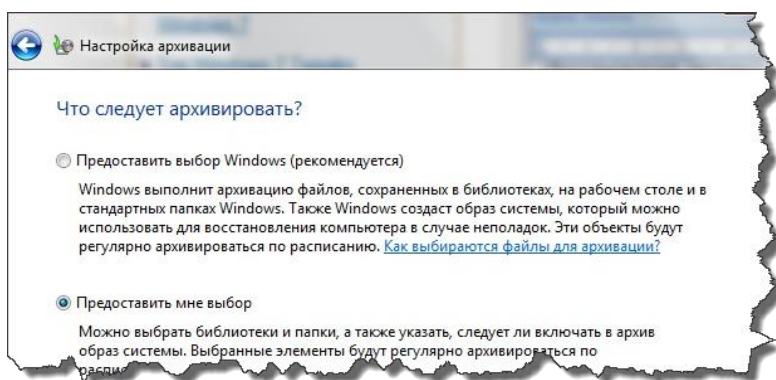 Настройка архивации
Что следует архивировать?
Предоставить выбор Windows (рекомендуется)
Windows выполнит архивацию файлов, сохраненных в библиотеках, на рабочем столе и в
стандартных папках Windows. Также Windows создаст образ системы, который можно
использовать для восстановления компьютера в случае неполадок. Эти объекты будут
регулярно архивироваться по расписанию. Как выбираются файлы для архивации?
Предоставить мне выбор
Можно выбрать библиотеки и папки, а также указать, следует ли включать в архив
образ системы. Выбранные элементы будут регулярно архивироваться по